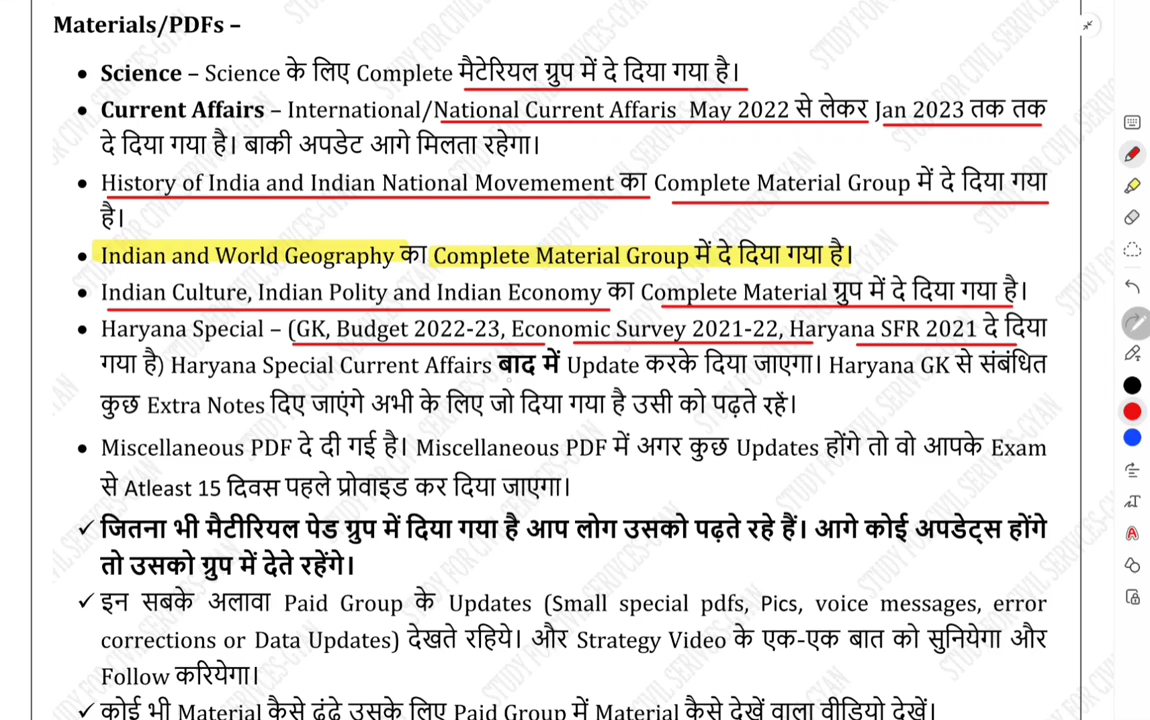 Materials/PDFs –
• Science – Science के लिए Complete मैटेरियल ग्रुप में दे दिया गया है।
• Current Affairs – International/National Current Affaris May 2022 से लेकर Jan 2023 तक तक
दे दिया गया है। बाकी अपडेट आगे मिलता रहेगा।
• History of India and Indian National Movemement का Complete Material Group में दे दिया गया
है।
• Indian and World Geography का Complete Material Group में दे दिया गया है।
• Indian Culture, Indian Polity and Indian Economy का Complete Material ग्रुप में दे दिया गया है।
• Haryana Special – (GK, Budget 2022-23, Economic Survey 2021-22, Haryana SFR 2021 दे दिया
गया है) Haryana Special Current Affairs बाद में Update करके दिया जाएगा। Haryana GK से संबंधित
कुछ Extra Notes दिए जाएंगे अभी के लिए जो दिया गया है उसी को पढ़ते रहें।
• Miscellaneous PDF दे दी गई है। Miscellaneous PDF में अगर कुछ Updates होंगे तो वो आपके Exam
से Atleast 15 दिवस पहले प्रोवाइड कर दिया जाएगा।
✓ जितना भी मैटीरियल पेड ग्रुप में दिया गया है आप लोग उसको पढ़ते रहे हैं। आगे कोई अपडेट्स होंगे
तो उसको ग्रुप में देते रहेंगे।
✓ इन सबके अलावा Paid Group के Updates (Small special pdfs, Pics, voice messages, error
corrections or Data Updates) देखते रहिये। और Strategy Video के एक-एक बात को सुनियेगा और
Follow करियेगा।
✓ कोई भी Material कैसे ढूंढे उसके लिए Paid Group में Material कैसे देखें वाला वीडियो देखें।
STUDY FOR CIVIL SERIVCES-GYAN